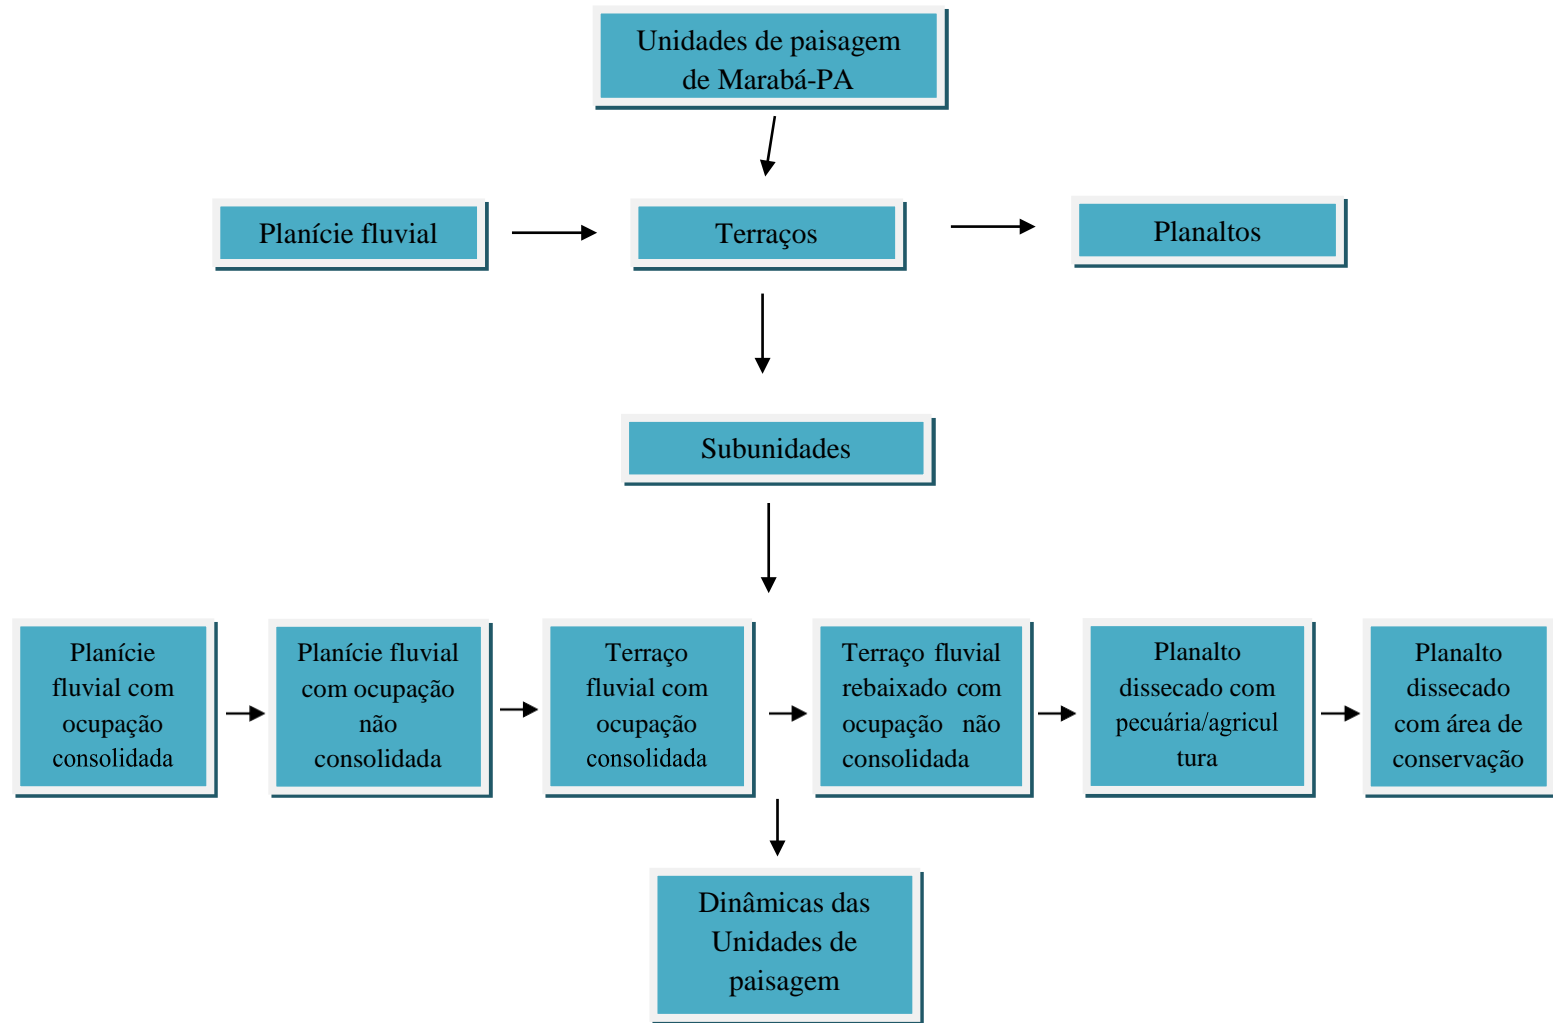 Unidades de paisagem
de Marabá-PA
Planície fluvial
Terraços
Planaltos
Subunidades
Planície
fluvial com
ocupação
consolidada
Planície fluvial
com ocupação
não
consolidada
Terraço
fluvial com
ocupação
consolidada
Terraço fluvial
rebaixado com
ocupação não
consolidada
Planalto
dissecado com
pecuária/agricul
tura
Planalto
dissecado
com área de
conservação
Dinâmicas das
Unidades de
paisagem